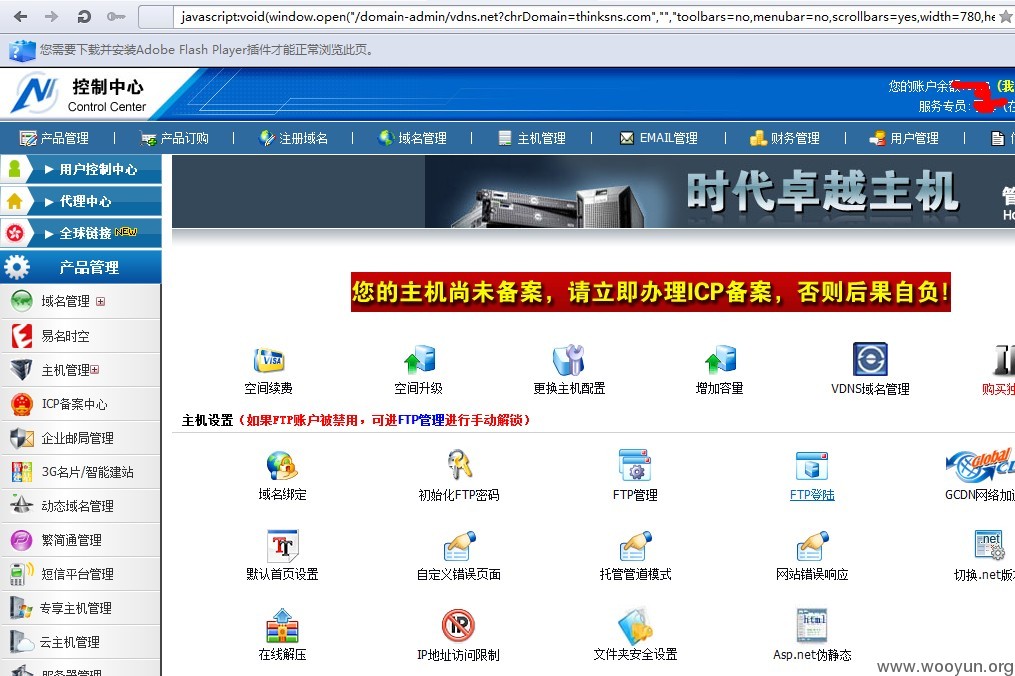 javascript:void(window.open("/domain-admin/vdns.net?chrDomain=thinksns.com","","toolbars=no,menubar=no,scrollbars=yes,width=780,he
您需要下载并安装Adobe Flash Player插件才能正常浏览此页。
控制中心
Control Center
您的账户余额
(我
服务专员:
(在
产品管理 | 产品订购 | 注册域名 | 域名管理 | 主机管理 | EMAIL管理 | 财务管理 | 用户管理 |
用户控制中心
代理中心
全球链接 NEW
产品管理
域名管理
易名时空
主机管理
ICP备案中心
企业邮局管理
3G名片/智能建站
动态域名管理
繁简通管理
短信平台管理
专享主机管理
云主机管理
服务器管理
时代卓越主机
管
Ho
您的主机尚未备案，请立即办理ICP备案，否则后果自负!
空间续费 空间升级 更换主机配置 增加容量 VDNS域名管理 购买独
主机设置（如果FTP账户被禁用，可进FTP管理进行手动解锁）
域名绑定 初始化FTP密码 FTP管理 FTP登陆 GCDN网络加
global CL
默认首页设置 自定义错误页面 托管管道模式 网站错误响应 切换.net版
在线解压 IP地址访问限制 文件夹安全设置 Asp.net伪静态
www.wooyun.org